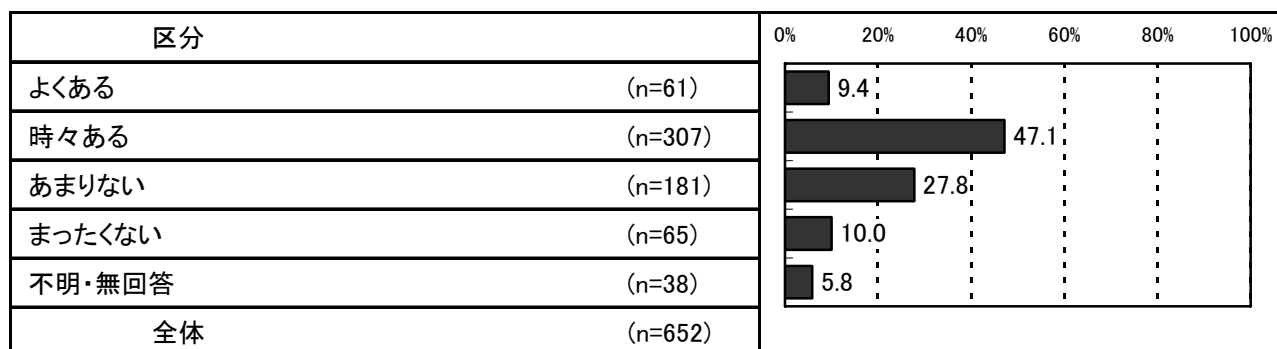 区分 0% 20% 40% 60% 80% 100%
よくある (n=61) 9.4
時々ある (n=307) 47.1
あまりない (n=181) 27.8
まったくない (n=65) 10.0
不明・無回答 (n=38) 5.8
全体 (n=652)